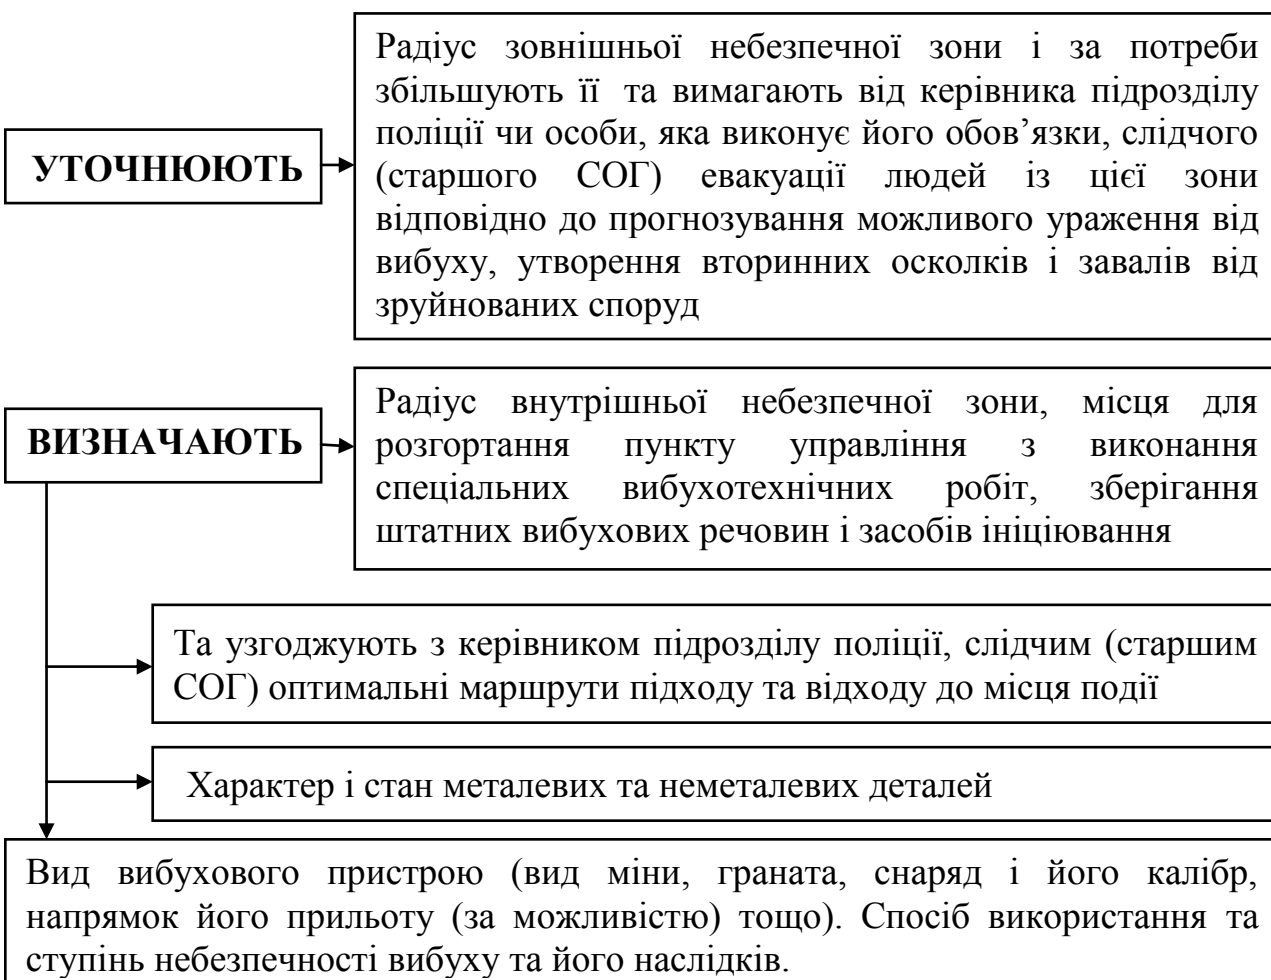 УТОЧНЮЮТЬ
Радіус зовнішньої небезпечної зони і за потреби
збільшують її та вимагають від керівника підрозділу
поліції чи особи, яка виконує його обов’язки, слідчого
(старшого СОГ) евакуації людей із цієї зони
відповідно до прогнозування можливого ураження від
вибуху, утворення вторинних осколків і завалів від
зруйнованих споруд
ВИЗНАЧАЮТЬ
Радіус внутрішньої небезпечної зони, місця для
розгортання пункту управління з виконання
спеціальних вибухотехнічних робіт, зберігання
штатних вибухових речовин і засобів ініціювання
Та узгоджують з керівником підрозділу поліції, слідчим (старшим
СОГ) оптимальні маршрути підходу та відходу до місця події
Характер і стан металевих та неметалевих деталей
Вид вибухового пристрою (вид міни, граната, снаряд і його калібр,
напрямок його прильоту (за можливістю) тощо). Спосіб використання та
ступінь небезпечності вибуху та його наслідків.